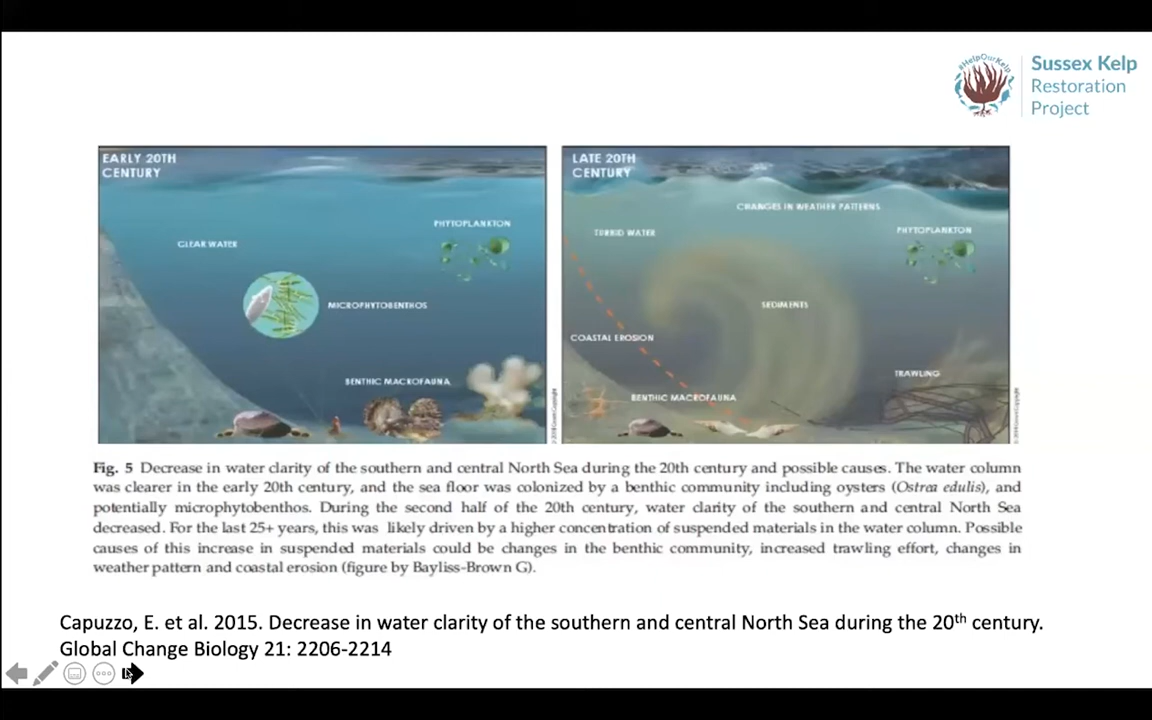 #HelpOurKelp
Sussex Kelp
Restoration
Project
EARLY 20TH
CENTURY
CLEAR WATER
PHYTOPLANKTON
MICROPHYTOBENTHOS
BENTHIC MACROFAUNA
LATE 20TH
CENTURY
CHANGES IN WEATHER PATTERNS
TURBID WATER
PHYTOPLANKTON
SEDIMENTS
COASTAL EROSION
TRAWLING
BENTHIC MACROFAUNA
Fig. 5 Decrease in water clarity of the southern and central North Sea during the 20th century and possible causes. The water column
was clearer in the early 20th century, and the sea floor was colonized by a benthic community including oysters (Ostrea edulis), and
potentially microphytobenthos. During the second half of the 20th century, water clarity of the southern and central North Sea
decreased. For the last 25+ years, this was likely driven by a higher concentration of suspended materials in the water column. Possible
causes of this increase in suspended materials could be changes in the benthic community, increased trawling effort, changes in
weather pattern and coastal erosion (figure by Bayliss-Brown G).
Capuzzo, E. et al. 2015. Decrease in water clarity of the southern and central North Sea during the 20th century.
Global Change Biology 21: 2206-2214